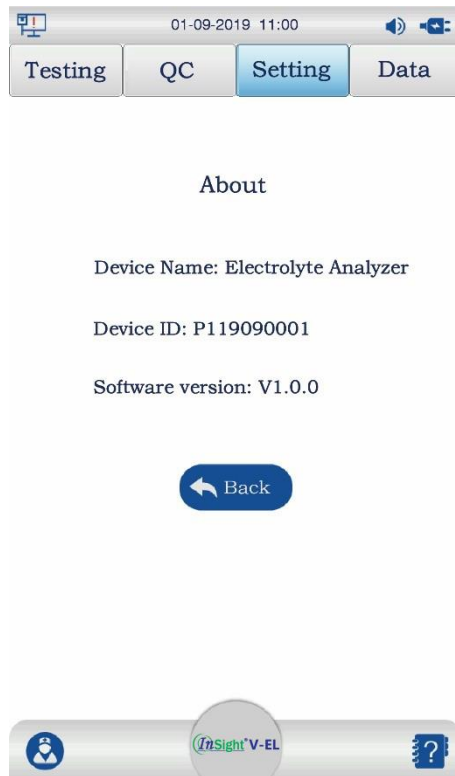 01-09-2019 11:00
Testing QC Setting Data
About
Device Name: Electrolyte Analyzer
Device ID: P119090001
Software version: V1.0.0
Back
InSight® V-EL
?